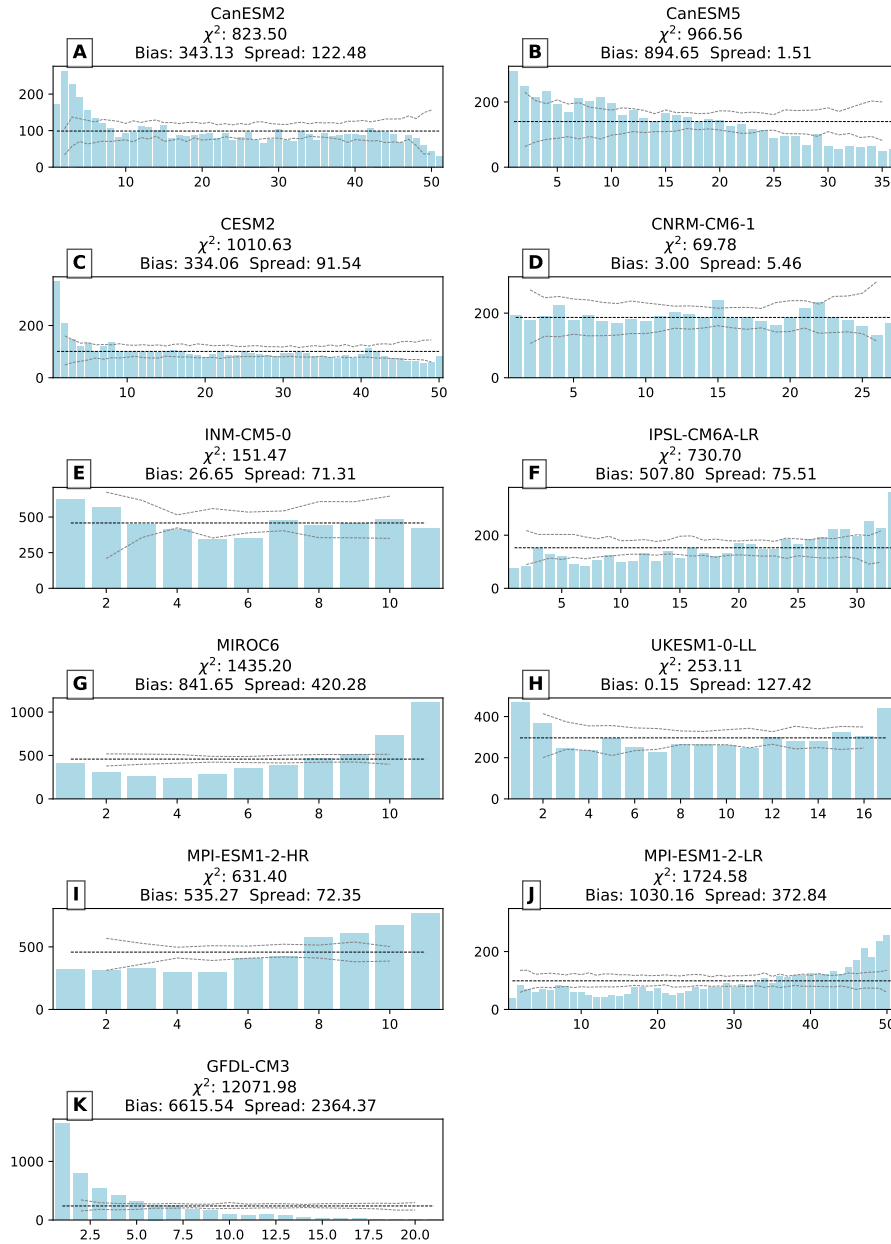 CanESM2
χ²: 823.50
A
Bias: 343.13 Spread: 122.48
200
100
0
10 20 30 40 50
CanESM5
χ²: 966.56
B
Bias: 894.65 Spread: 1.51
200
0
5 10 15 20 25 30 35
CESM2
χ²: 1010.63
C
Bias: 334.06 Spread: 91.54
200
0
10 20 30 40 50
CNRM-CM6-1
χ²: 69.78
D
Bias: 3.00 Spread: 5.46
200
0
5 10 15 20 25
INM-CM5-0
χ²: 151.47
E
Bias: 26.65 Spread: 71.31
500
250
0
2 4 6 8 10
IPSL-CM6A-LR
χ²: 730.70
F
Bias: 507.80 Spread: 75.51
200
0
5 10 15 20 25 30
MIROC6
χ²: 1435.20
G
Bias: 841.65 Spread: 420.28
1000
500
0
2 4 6 8 10
UKESM1-0-LL
χ²: 253.11
H
Bias: 0.15 Spread: 127.42
400
200
0
2 4 6 8 10 12 14 16
MPI-ESM1-2-HR
χ²: 631.40
I
Bias: 535.27 Spread: 72.35
500
0
2 4 6 8 10
MPI-ESM1-2-LR
χ²: 1724.58
J
Bias: 1030.16 Spread: 372.84
200
0
10 20 30 40 50
GFDL-CM3
χ²: 12071.98
K
Bias: 6615.54 Spread: 2364.37
1000
0
2.5 5.0 7.5 10.0 12.5 15.0 17.5 20.0